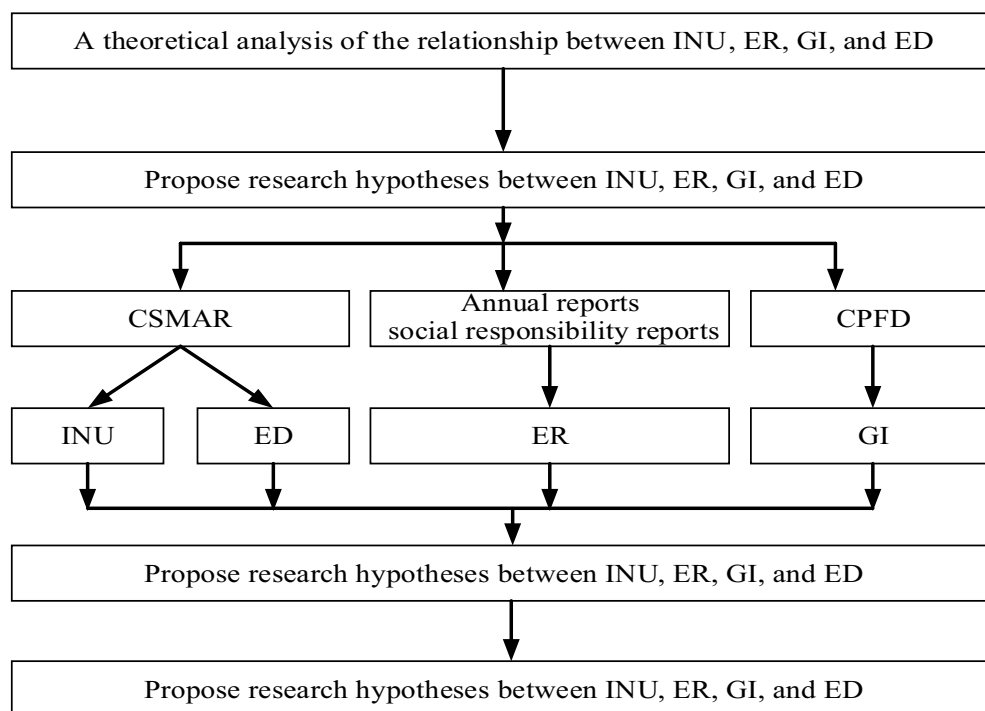 A theoretical analysis of the relationship between INU, ER, GI, and ED
Propose research hypotheses between INU, ER, GI, and ED
CSMAR
Annual reports
social responsibility reports
CPFD
INU
ED
ER
GI
Propose research hypotheses between INU, ER, GI, and ED
Propose research hypotheses between INU, ER, GI, and ED